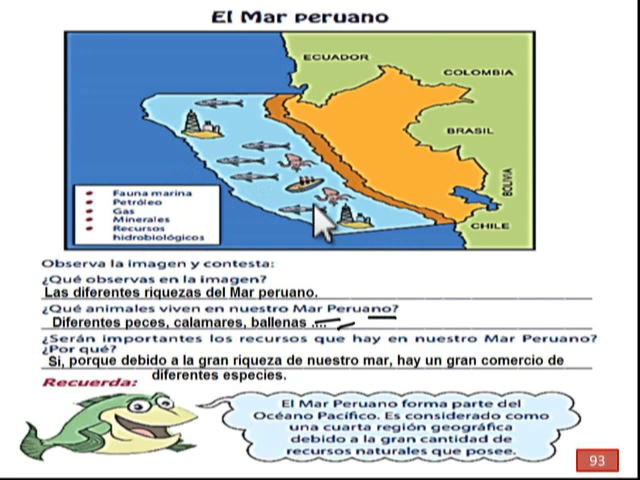 El Mar peruano
ECUADOR
COLOMBIA
BRASIL
BOLIVIA
CHILE
Fauna marina
Petróleo
Gas
Minerales
Recursos
hidrobiológicos
Observa la imagen y contesta:
¿Qué observas en la imagen?
Las diferentes riquezas del Mar peruano.
¿Qué animales viven en nuestro Mar Peruano?
Diferentes peces, calamares, ballenas ....
¿Serán importantes los recursos que hay en nuestro Mar Peruano?
¿Por qué?
Si, porque debido a la gran riqueza de nuestro mar, hay un gran comercio de
diferentes especies.
Recuerda:
El Mar Peruano forma parte del
Océano Pacífico. Es considerado como
una cuarta región geográfica
debido a la gran cantidad de
recursos naturales que posee.
93